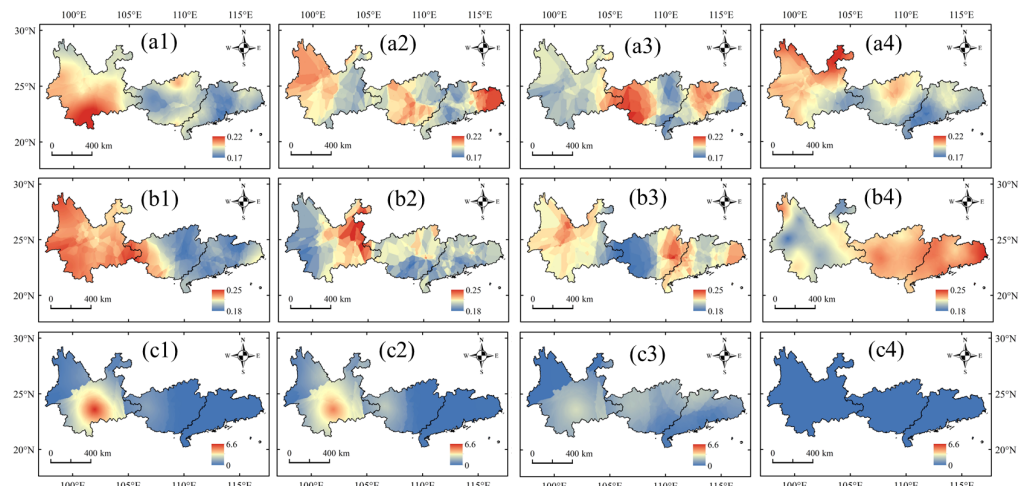 100°E 105°E 110°E 115°E 100°E 105°E 110°E 115°E 100°E 105°E 110°E 115°E 100°E 105°E 110°E 115°E
30°N (a1) N W E S (a2) N W E S (a3) N W E S (a4) N W E S
25°N
0.22 0.22 0.22 0.22
20°N 0 400 km 0.17 0 400 km 0.17 0 400 km 0.17 0 400 km 0.17
30°N (b1) N W E S (b2) N W E S (b3) N W E S (b4) N W E S 30°N
25°N 25°N
0.25 0.25 0.25 0.25
20°N 0 400 km 0.18 0 400 km 0.18 0 400 km 0.18 0 400 km 0.18 20°N
30°N (c1) N W E S (c2) N W E S (c3) N W E S (c4) N W E S
25°N
6.6 6.6 6.6 6.6
20°N 0 400 km 0 0 400 km 0 0 400 km 0 0 400 km 0
100°E 105°E 110°E 115°E 100°E 105°E 110°E 115°E 100°E 105°E 110°E 115°E 100°E 105°E 110°E 115°E